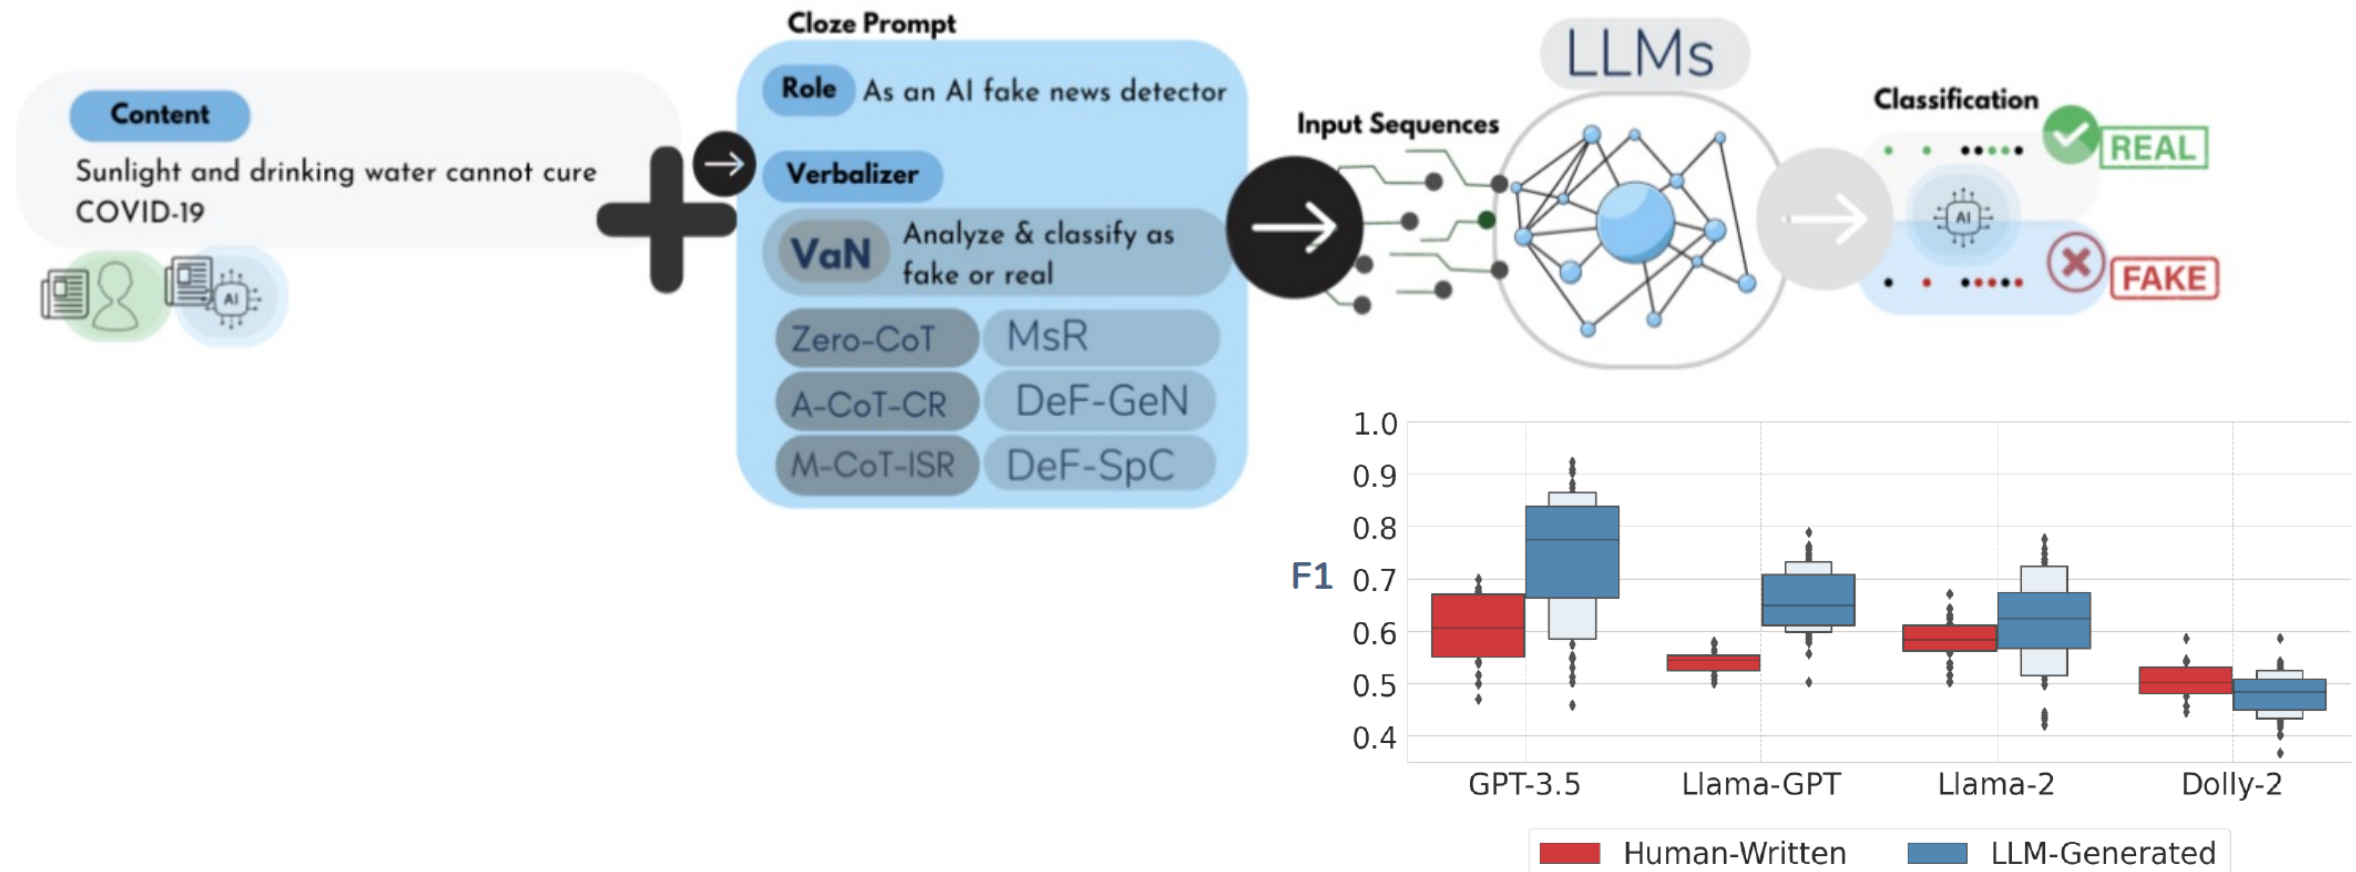 Cloze Prompt
Content
Sunlight and drinking water cannot cure
COVID-19
AI
Role As an AI fake news detector
Verbalizer
VaN Analyze & classify as
fake or real
Zero-CoT MsR
A-CoT-CR DeF-GeN
M-CoT-ISR DeF-SpC
Input Sequences
LLMs
Classification
REAL
AI
FAKE
1.0
0.9
0.8
F1 0.7
0.6
0.5
0.4
GPT-3.5 Llama-GPT Llama-2 Dolly-2
Human-Written LLM-Generated